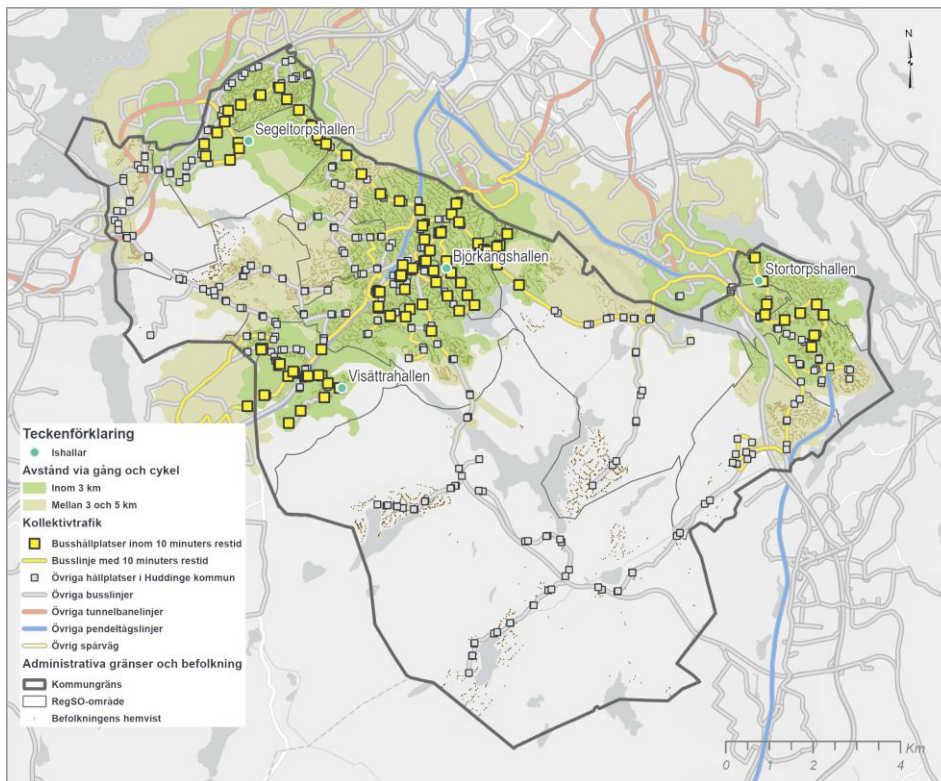 N
Segeltorpshallen
Björkängshallen
Stortorpshallen
Visättrahallen
Teckenförklaring
Ishallar
Avstånd via gång och cykel
Inom 3 km
Mellan 3 och 5 km
Kollektivtrafik
Busshållplatser inom 10 minuters restid
Busslinje med 10 minuters restid
Övriga hållplatser i Huddinge kommun
Övriga busslinjer
Övriga tunnelbanelinjer
Övriga pendeltågslinjer
Övrig spårväg
Administrativa gränser och befolkning
Kommungräns
RegSO-område
Befolkningens hemvist
Km
0 1 2 4